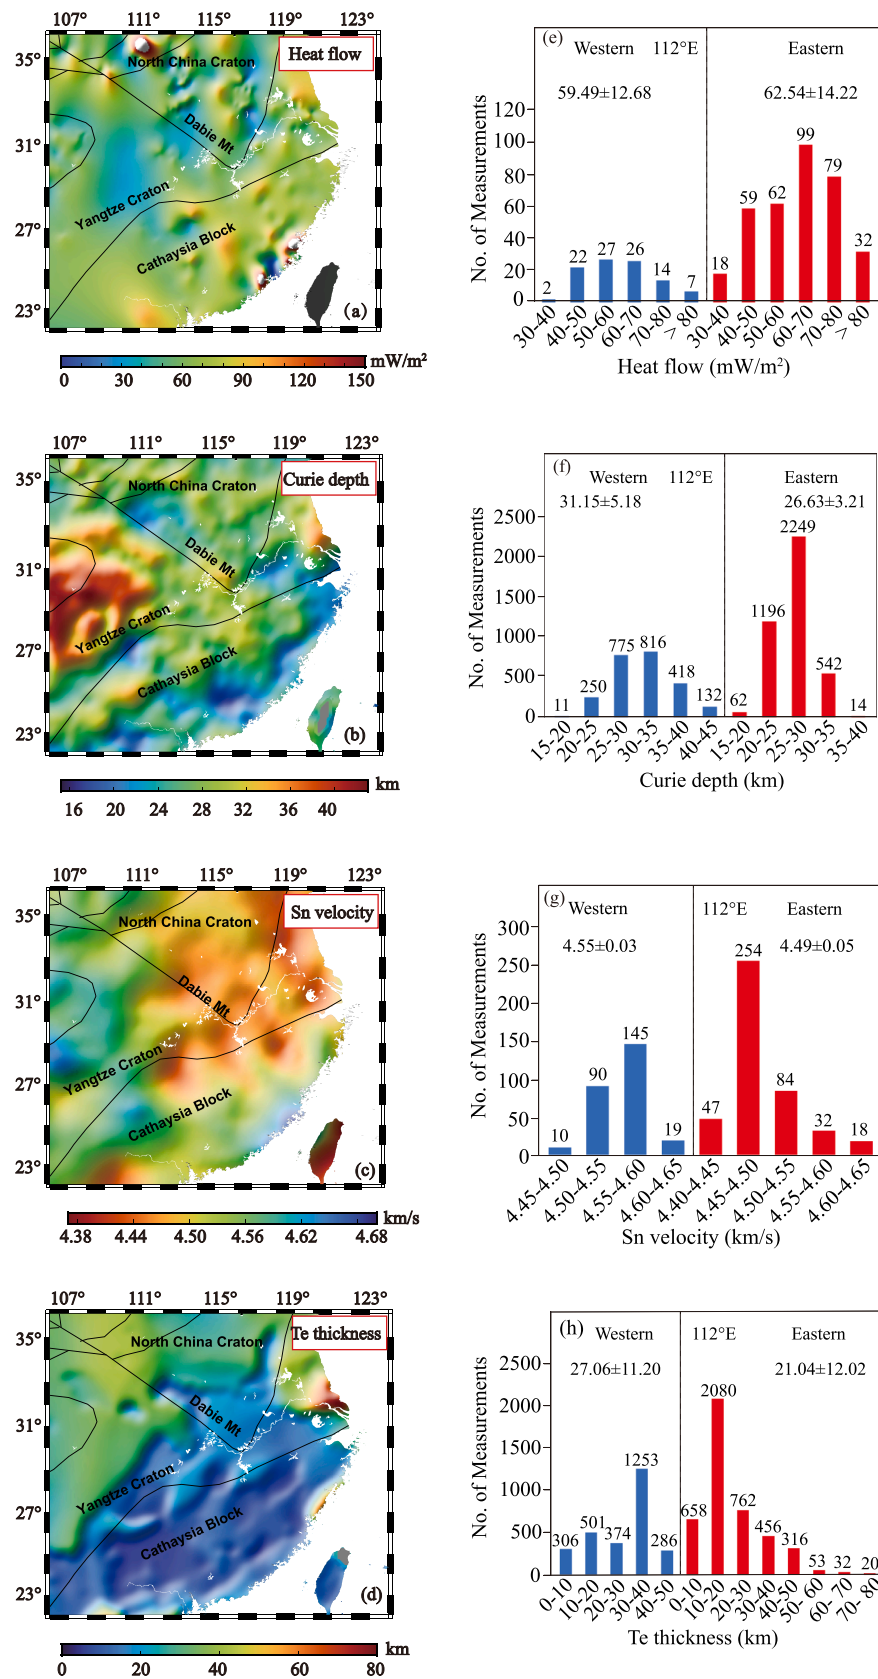 107° 111° 115° 119° 123°
35°
31°
27°
23°
Heat flow
North China Craton
Dabie Mt
Yangtze Craton
Cathaysia Block
(a)
mW/m²
0 30 60 90 120 150
(e)
Western 112°E Eastern
59.49±12.68 62.54±14.22
No. of Measurements
120
100
80
60
40
20
0
2 22 27 26 14 7 18 59 62 99 79 32
30-40 40-50 50-60 60-70 70-80 > 80 30-40 40-50 50-60 60-70 70-80 > 80
Heat flow (mW/m²)
107° 111° 115° 119° 123°
35°
31°
27°
23°
Curie depth
North China Craton
Dabie Mt
Yangtze Craton
Cathaysia Block
(b)
km
16 20 24 28 32 36 40
(f)
Western 112°E Eastern
31.15±5.18 26.63±3.21
No. of Measurements
2500
2000
1500
1000
500
0
11 250 775 816 418 132 62 1196 2249 542 14
15-20 20-25 25-30 30-35 35-40 40-45 15-20 20-25 25-30 30-35 35-40
Curie depth (km)
107° 111° 115° 119° 123°
35°
31°
27°
23°
Sn velocity
North China Craton
Dabie Mt
Yangtze Craton
Cathaysia Block
(c)
km/s
4.38 4.44 4.50 4.56 4.62 4.68
(g)
Western 112°E Eastern
4.55±0.03 4.49±0.05
No. of Measurements
300
250
200
150
100
50
0
10 90 145 19 47 254 84 32 18
4.45-4.50 4.50-4.55 4.55-4.60 4.60-4.65 4.40-4.45 4.45-4.50 4.50-4.55 4.55-4.60 4.60-4.65
Sn velocity (km/s)
107° 111° 115° 119° 123°
35°
31°
27°
23°
Te thickness
North China Craton
Dabie Mt
Yangtze Craton
Cathaysia Block
(d)
km
0 20 40 60 80
(h)
Western 112°E Eastern
27.06±11.20 21.04±12.02
No. of Measurements
2500
2000
1500
1000
500
0
306 501 374 1253 286 658 2080 762 456 316 53 32 20
0-10 10-20 20-30 30-40 40-50 0-10 10-20 20-30 30-40 40-50 50- 60 60- 70 70- 80
Te thickness (km)